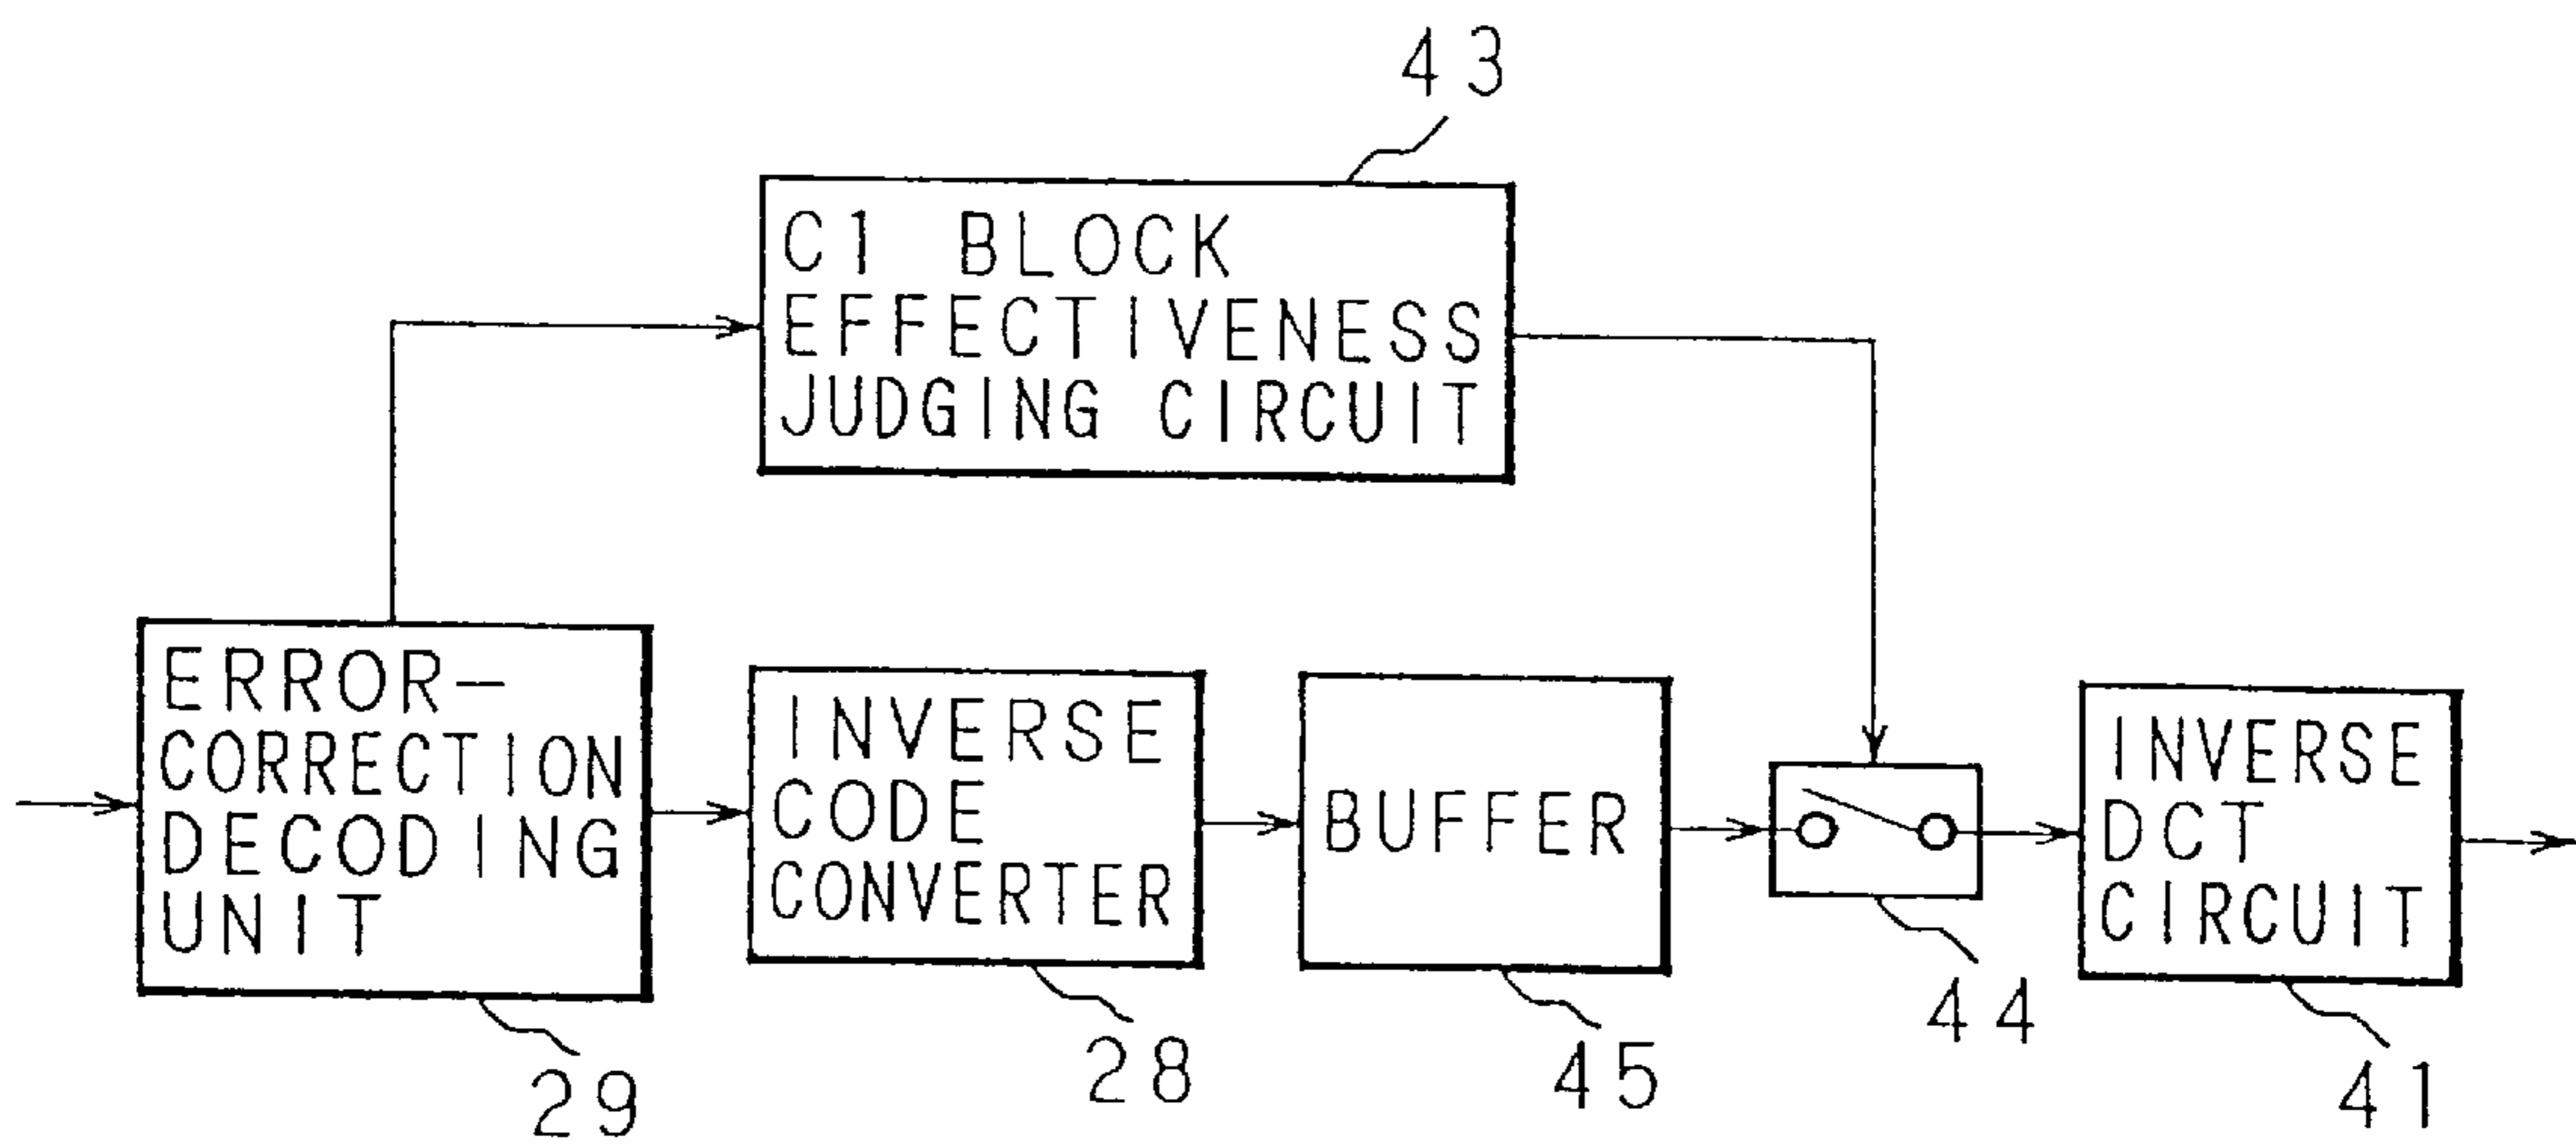 43
C1 BLOCK
EFFECTIVENESS
JUDGING CIRCUIT
ERROR-
CORRECTION
DECODING
UNIT
INVERSE
CODE
CONVERTER
BUFFER
INVERSE
DCT
CIRCUIT
29
28
45
44
41